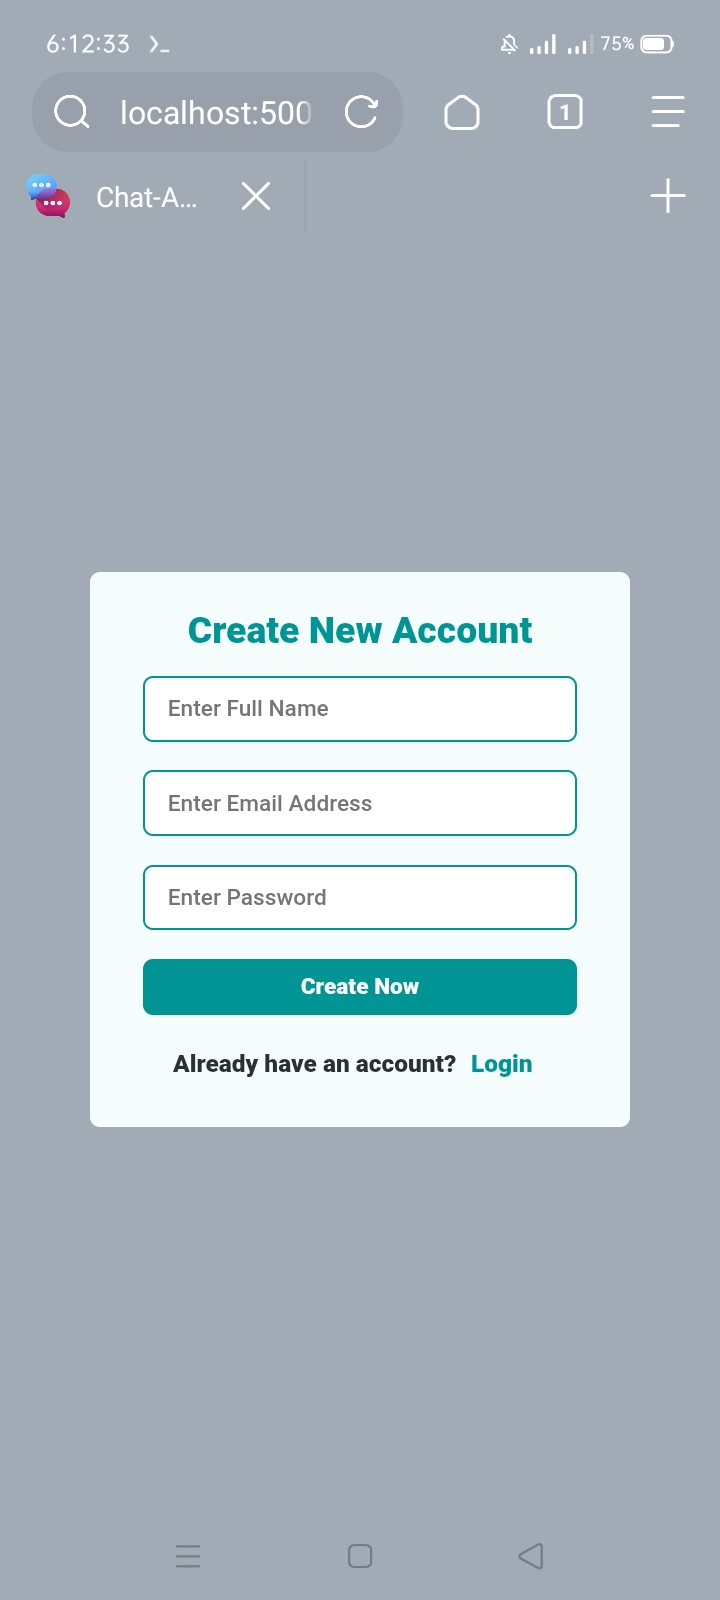 6:12:33
75%
localhost:500
1
Chat-A...
Create New Account
Enter Full Name
Enter Email Address
Enter Password
Create Now
Already have an account? Login